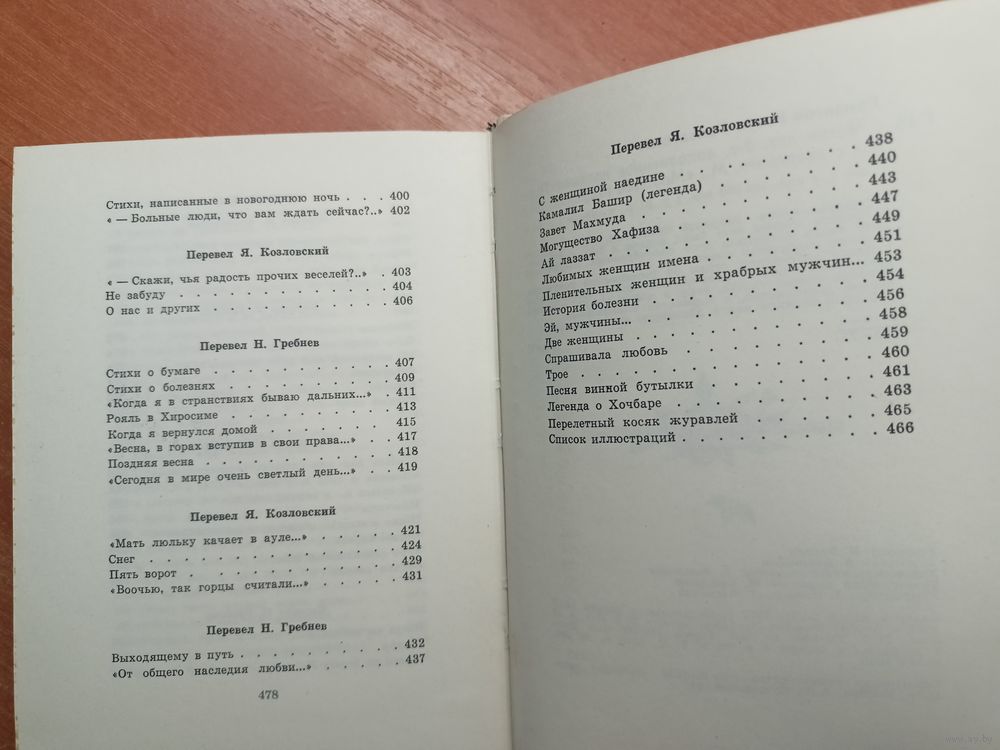 Стихи, написанные в новогоднюю ночь . . . 400
« — Больные люди, что вам ждать сейчас?..» 402
Перевел Я. Козловский
« — Скажи, чья радость прочих веселей?..» . 403
Не забуду . . . . . . . . . . . . . 404
О нас и других . . . . . . . . . . . 406
Перевел Н. Гребнев
Стихи о бумаге . . . . . . . . . . . 407
Стихи о болезнях . . . . . . . . . . 409
«Когда я в странствиях бываю дальних...» . 411
Рояль в Хиросиме . . . . . . . . . . 413
Когда я вернулся домой . . . . . . . . 415
«Весна, в горах вступив в свои права...» . . 417
Поздняя весна . . . . . . . . . . . 418
«Сегодня в мире очень светлый день...» . . 419
Перевел Я. Козловский
«Мать люльку качает в ауле...» . . . . . 421
Снег . . . . . . . . . . . . . . . 424
Пять ворот . . . . . . . . . . . . . 429
«Воочью, так горцы считали...» . . . . . 431
Перевел Н. Гребнев
Выходящему в путь . . . . . . . . . . 432
«От общего наследия любви...» . . . . . 437
478
Перевел Я. Козловский
С женщиной наедине . . . . . . . . . 438
Камалил Башир (легенда) . . . . . . . 440
Завет Махмуда . . . . . . . . . . . 443
Могущество Хафиза . . . . . . . . . . 447
Ай лаззат . . . . . . . . . . . . . 449
Любимых женщин имена . . . . . . . . 451
Пленительных женщин и храбрых мужчин... 453
История болезни . . . . . . . . . . . 454
Эй, мужчины... . . . . . . . . . . . 456
Две женщины . . . . . . . . . . . . 458
Спрашивала любовь . . . . . . . . . . 459
Трое . . . . . . . . . . . . . . . 460
Песня винной бутылки . . . . . . . . . 461
Легенда о Хочбаре . . . . . . . . . . 463
Перелетный косяк журавлей . . . . . . . 465
Список иллюстраций . . . . . . . . . . 466
www.ay.by